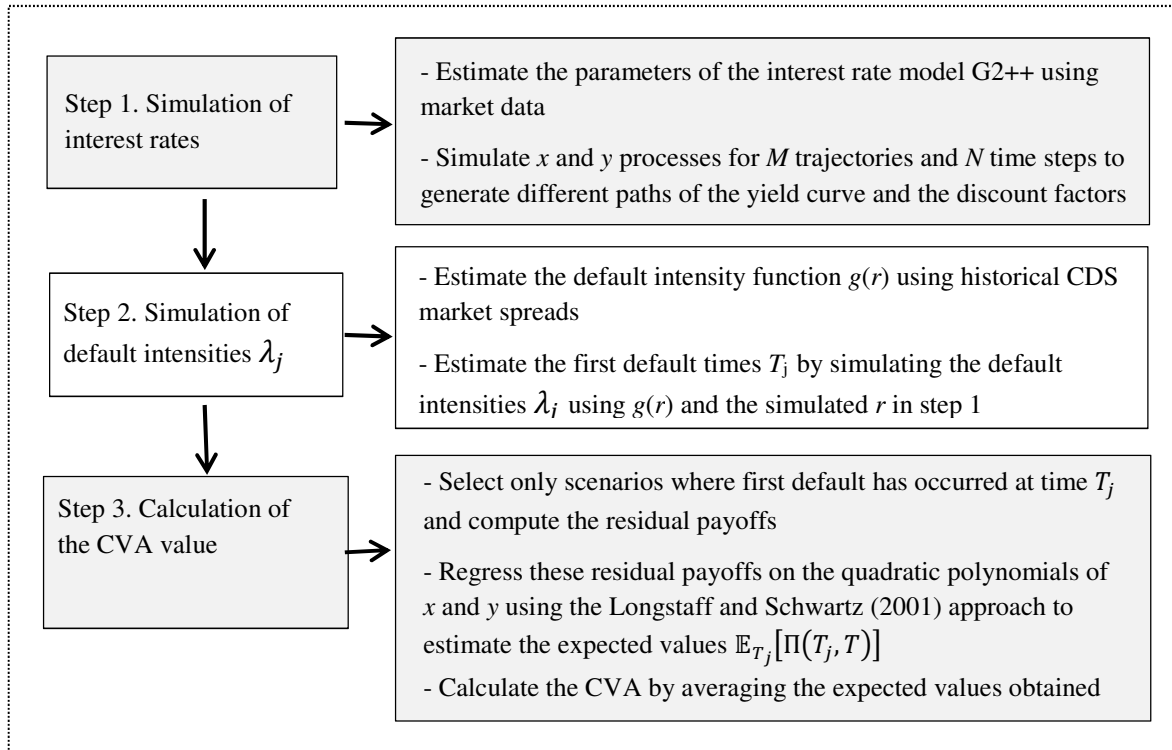 Step 1. Simulation of
interest rates
- Estimate the parameters of the interest rate model G2++ using
market data
- Simulate x and y processes for M trajectories and N time steps to
generate different paths of the yield curve and the discount factors
Step 2. Simulation of
default intensities λⱼ
- Estimate the default intensity function g(r) using historical CDS
market spreads
- Estimate the first default times Tⱼ by simulating the default
intensities λⱼ using g(r) and the simulated r in step 1
Step 3. Calculation of
the CVA value
- Select only scenarios where first default has occurred at time Tⱼ
and compute the residual payoffs
- Regress these residual payoffs on the quadratic polynomials of
x and y using the Longstaff and Schwartz (2001) approach to
estimate the expected values 𝔼_Tⱼ[Π(Tⱼ, T)]
- Calculate the CVA by averaging the expected values obtained